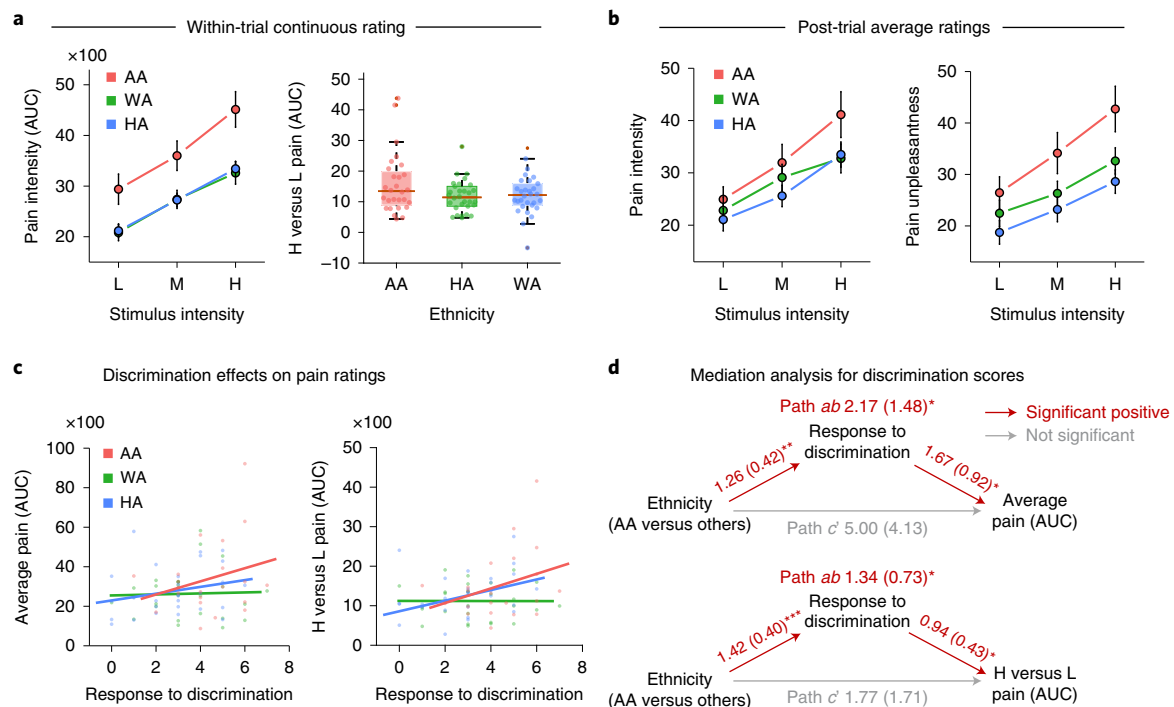 a
Within-trial continuous rating
×100
Pain intensity (AUC)
50
40
30
20
AA
WA
HA
L M H
Stimulus intensity
H versus L pain (AUC)
50
40
30
20
10
0
–10
AA HA WA
Ethnicity
b
Post-trial average ratings
Pain intensity
50
40
30
20
AA
WA
HA
L M H
Stimulus intensity
Pain unpleasantness
50
40
30
20
L M H
Stimulus intensity
c
Discrimination effects on pain ratings
×100
Average pain (AUC)
100
80
60
40
20
0
AA
WA
HA
0 2 4 6 8
Response to discrimination
×100
H versus L pain (AUC)
50
40
30
20
10
0
0 2 4 6 8
Response to discrimination
d
Mediation analysis for discrimination scores
Path ab 2.17 (1.48)*
Significant positive
Not significant
Response to
discrimination
1.26 (0.42)**
1.67 (0.92)*
Ethnicity
(AA versus others)
Average
pain (AUC)
Path c' 5.00 (4.13)
Path ab 1.34 (0.73)*
Response to
discrimination
1.42 (0.40)***
0.94 (0.43)*
Ethnicity
(AA versus others)
H versus L
pain (AUC)
Path c' 1.77 (1.71)